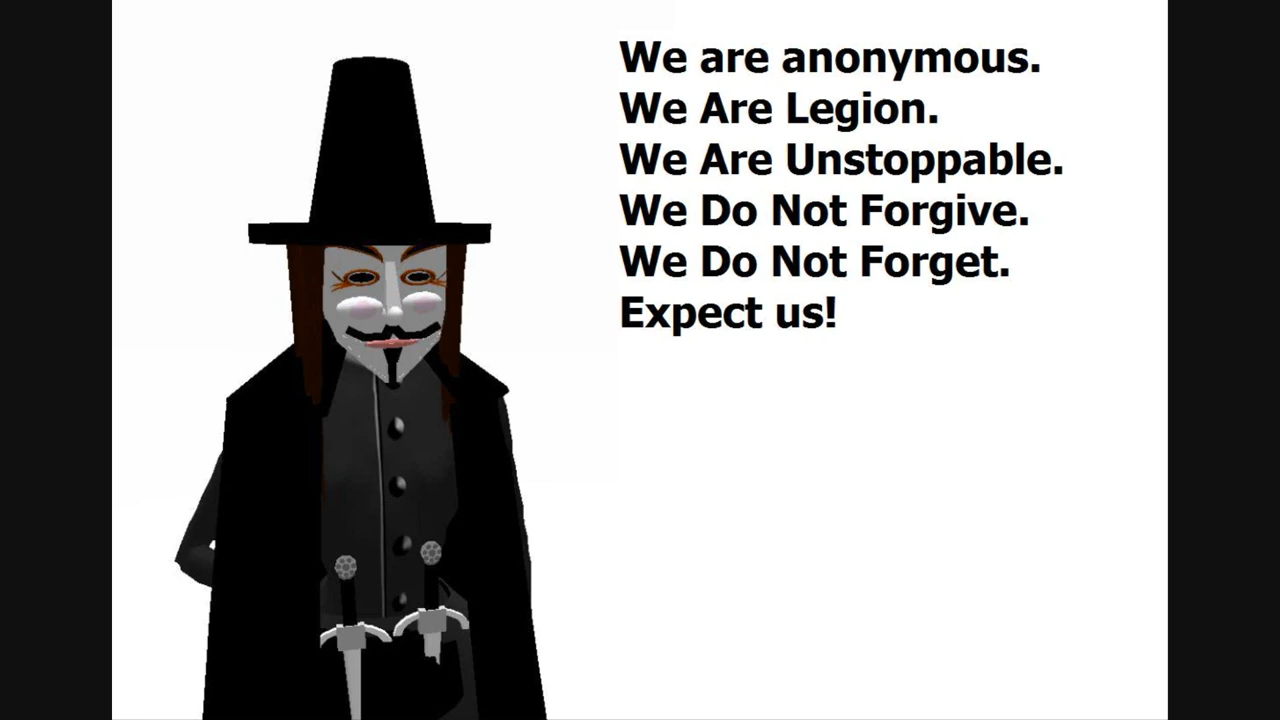 We are anonymous.
We Are Legion.
We Are Unstoppable.
We Do Not Forgive.
We Do Not Forget.
Expect us!